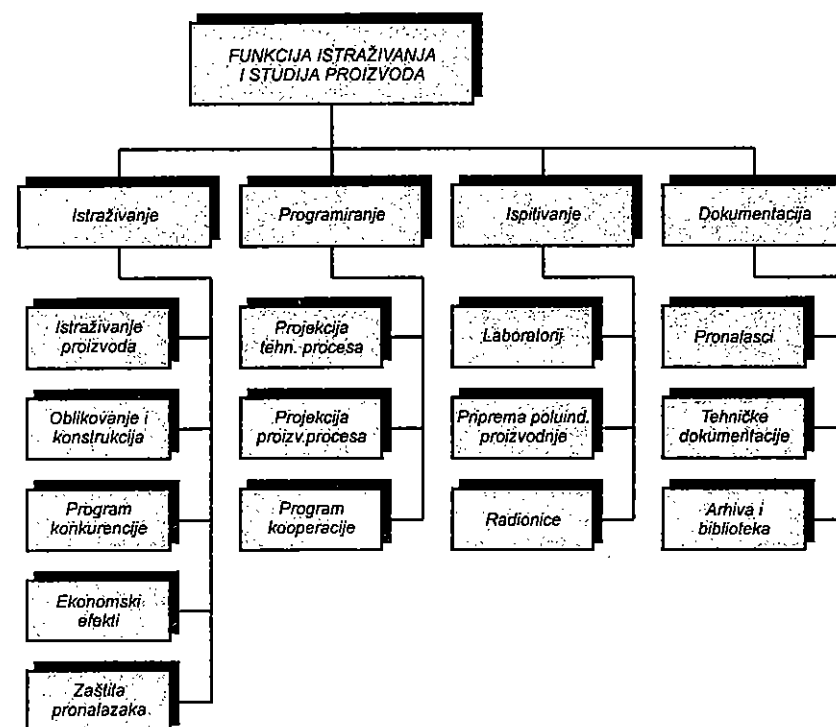 FUNKCIJA ISTRAŽIVANJA
I STUDIJA PROIZVODA
Istraživanje
Programiranje
Ispitivanje
Dokumentacija
Istraživanje
proizvoda
Oblikovanje i
konstrukcija
Program
konkurencije
Ekonomski
efekti
Zaštita
pronalazaka
Projekcija
tehn. procesa
Projekcija
proizv.procesa
Program
kooperacije
Laboratorij
Priprema poluind.
proizvodnje
Radionice
Pronalasci
Tehničke
dokumentacije
Arhiva i
biblioteka